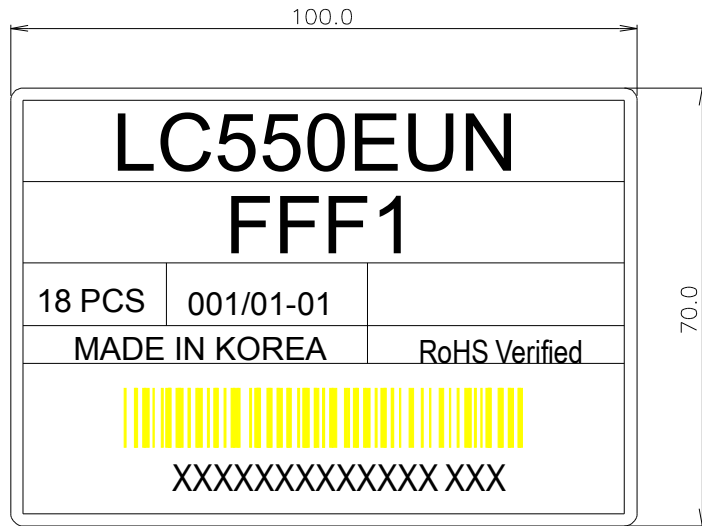 100.0
LC550EUN
FFF1
70.0
18 PCS 001/01-01
MADE IN KOREA RoHS Verified
XXXXXXXXXXXXX XXX